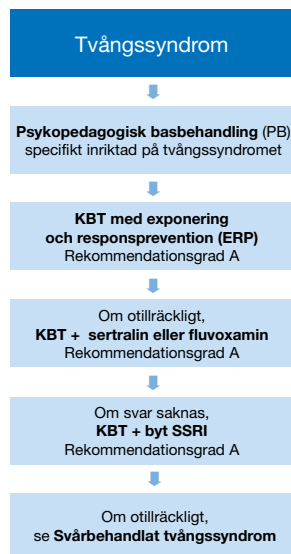 Tvångssyndrom
Psykopedagogisk basbehandling (PB)
specifikt inriktad på tvångssyndromet
KBT med exponering
och responsprevention (ERP)
Rekommendationsgrad A
Om otillräckligt,
KBT + sertralin eller fluvoxamin
Rekommendationsgrad A
Om svar saknas,
KBT + byt SSRI
Rekommendationsgrad A
Om otillräckligt,
se Svårbehandlat tvångssyndrom